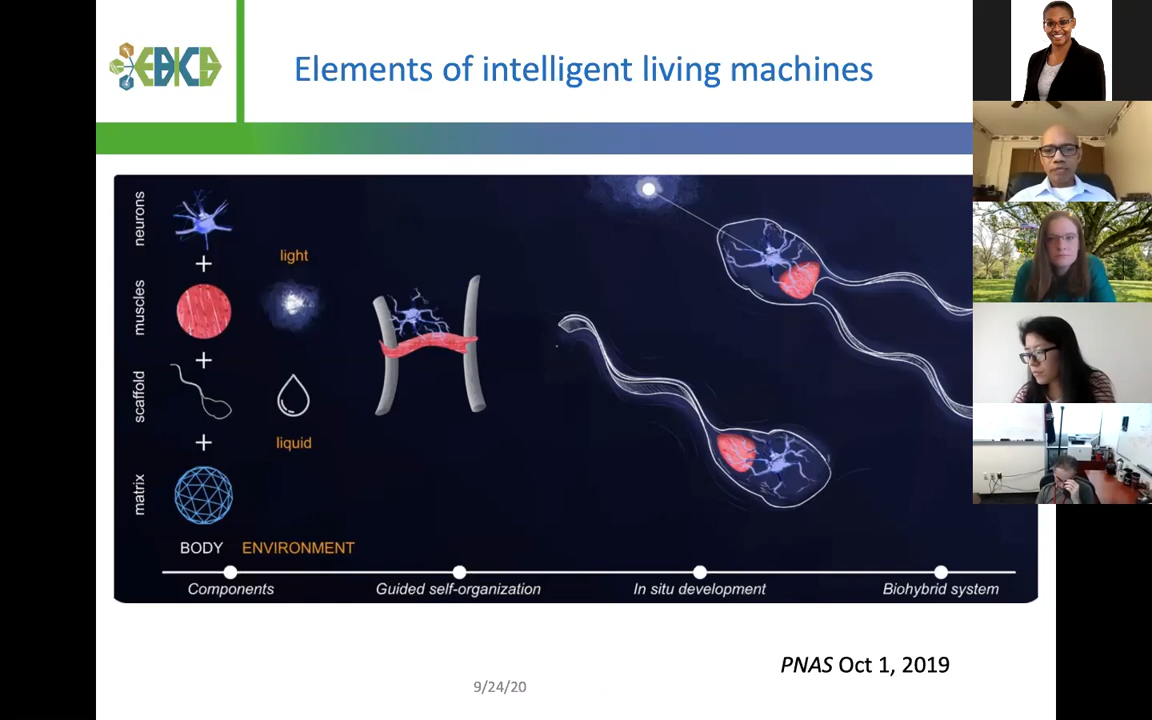 EBICS
Elements of intelligent living machines
neurons
muscles
scaffold
matrix
light
liquid
BODY ENVIRONMENT
Components
Guided self-organization
In situ development
Biohybrid system
PNAS Oct 1, 2019
9/24/20